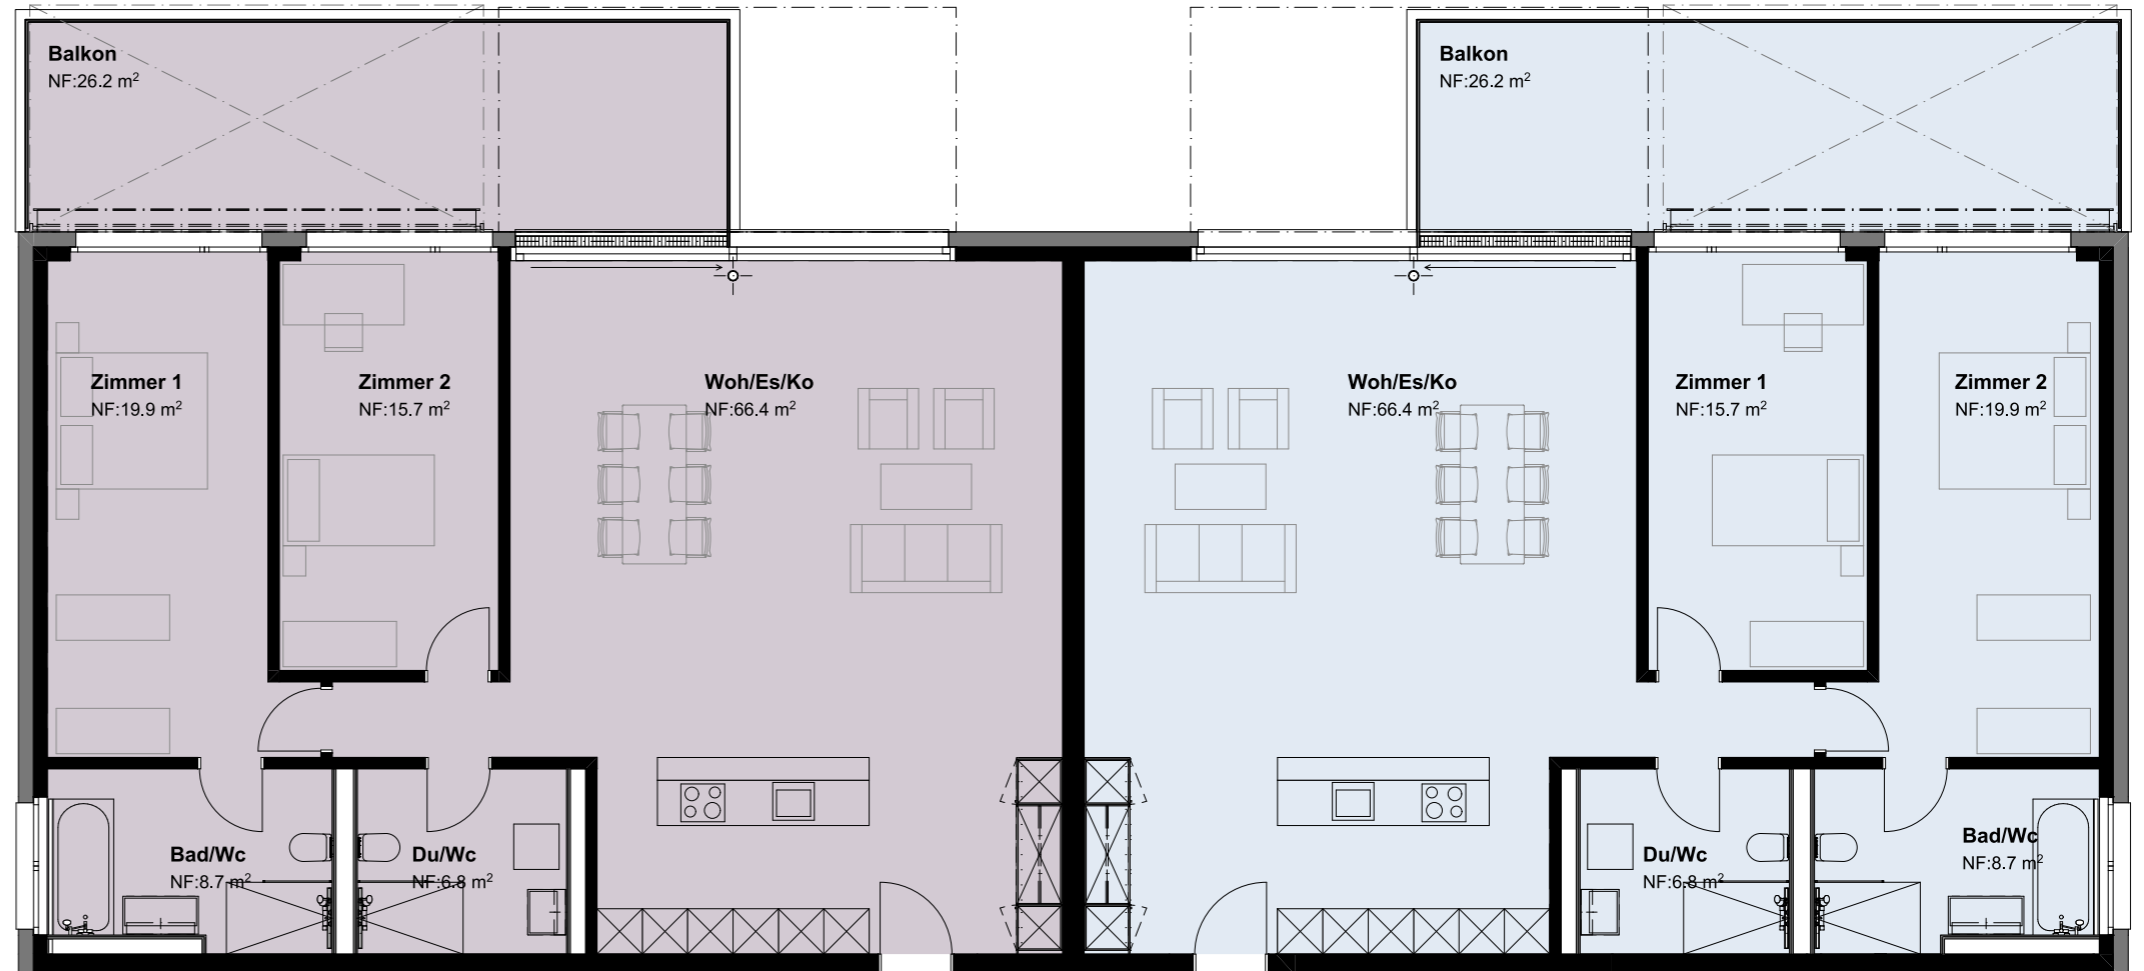 Balkon
NF:26.2 m²
Balkon
NF:26.2 m²
Zimmer 1
NF:19.9 m²
Zimmer 2
NF:15.7 m²
Woh/Es/Ko
NF:66.4 m²
Woh/Es/Ko
NF:66.4 m²
Zimmer 1
NF:15.7 m²
Zimmer 2
NF:19.9 m²
Bad/Wc
NF:8.7 m²
Du/Wc
NF:6.8 m²
Du/Wc
NF:6.8 m²
Bad/Wc
NF:8.7 m²